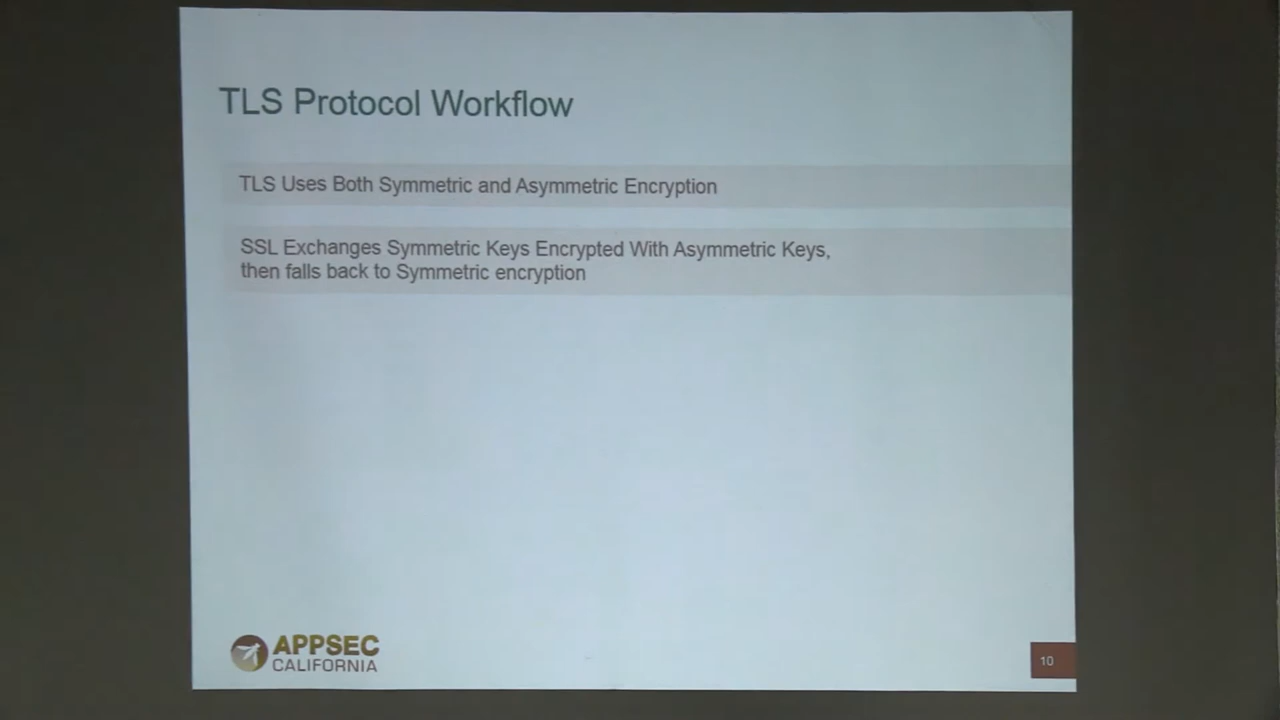 TLS Protocol Workflow
TLS Uses Both Symmetric and Asymmetric Encryption
SSL Exchanges Symmetric Keys Encrypted With Asymmetric Keys,
then falls back to Symmetric encryption
APPSEC
CALIFORNIA
10